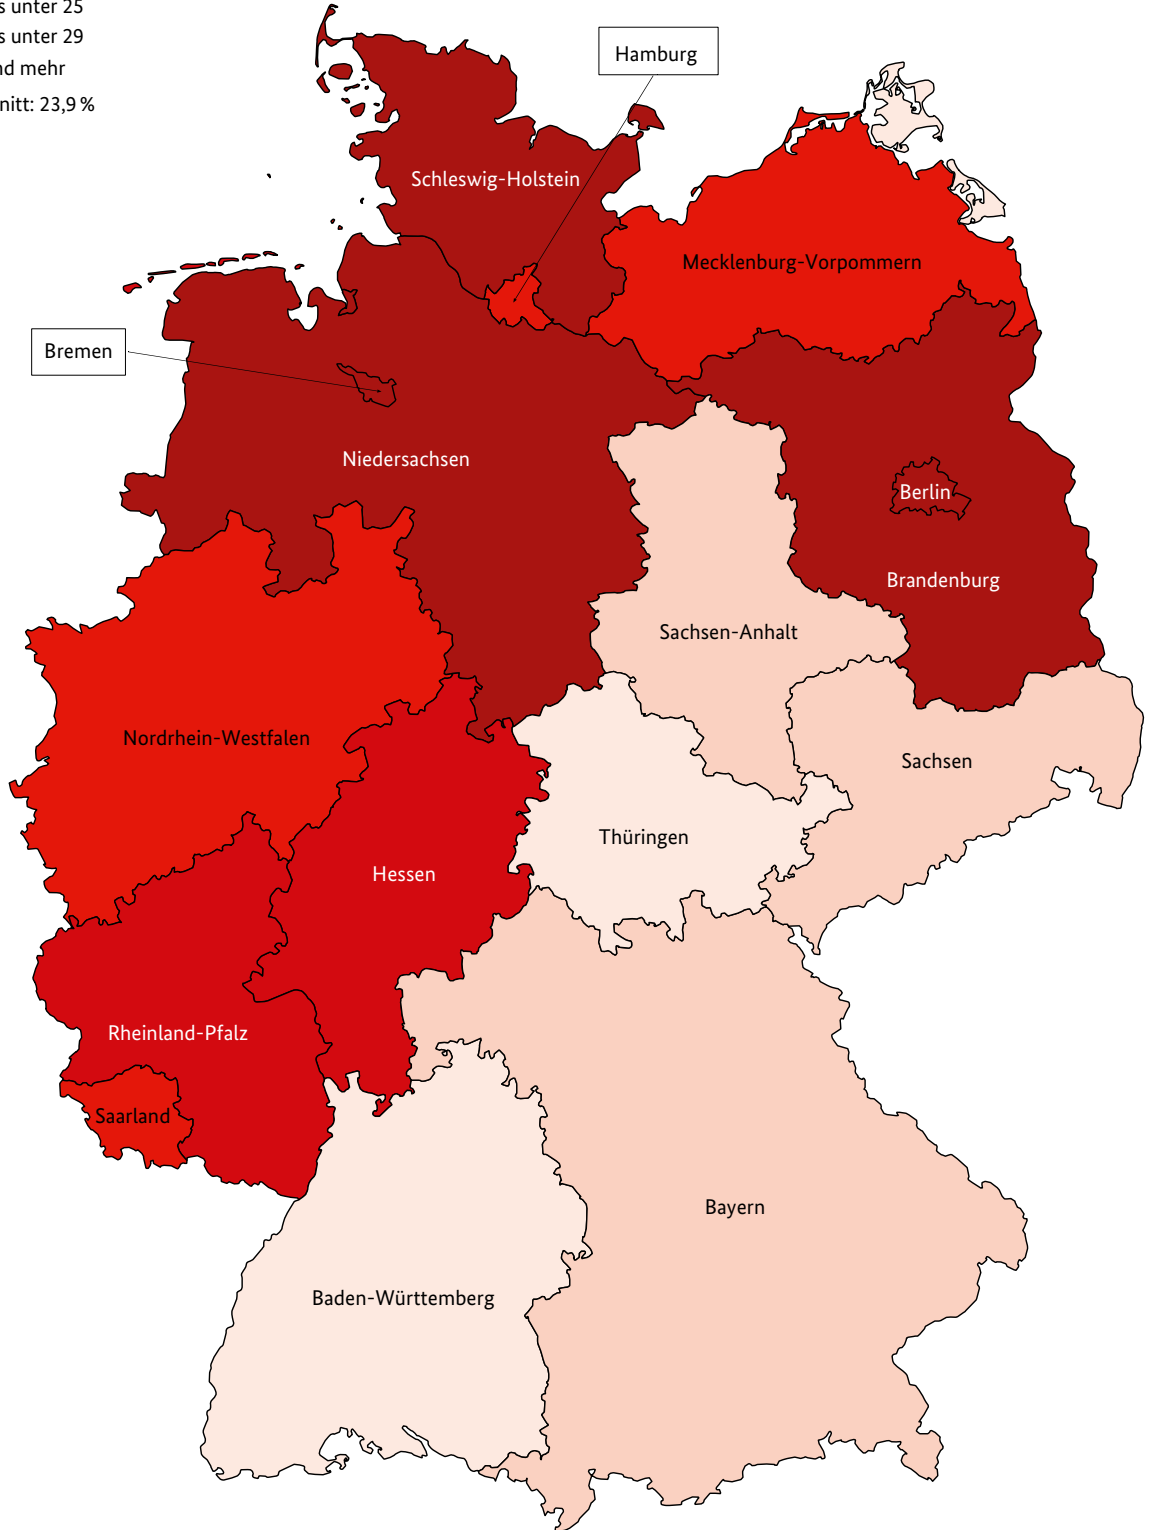 s unter 25
s unter 29
nd mehr
nitt: 23,9 %
Hamburg
Schleswig-Holstein
Mecklenburg-Vorpommern
Bremen
Niedersachsen
Berlin
Brandenburg
Sachsen-Anhalt
Nordrhein-Westfalen
Sachsen
Thüringen
Hessen
Rheinland-Pfalz
Saarland
Bayern
Baden-Württemberg